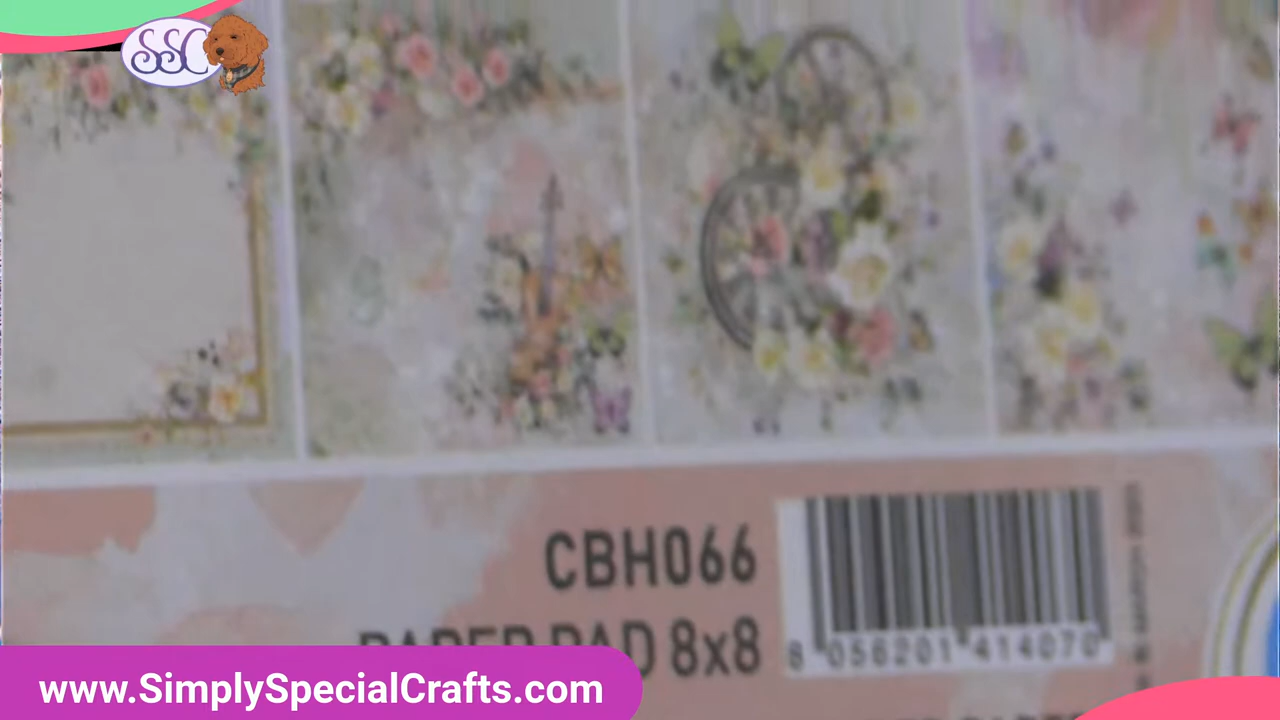 SSC
CBH066
PAPER PAD 8x8
8 056201 414070
www.SimplySpecialCrafts.com